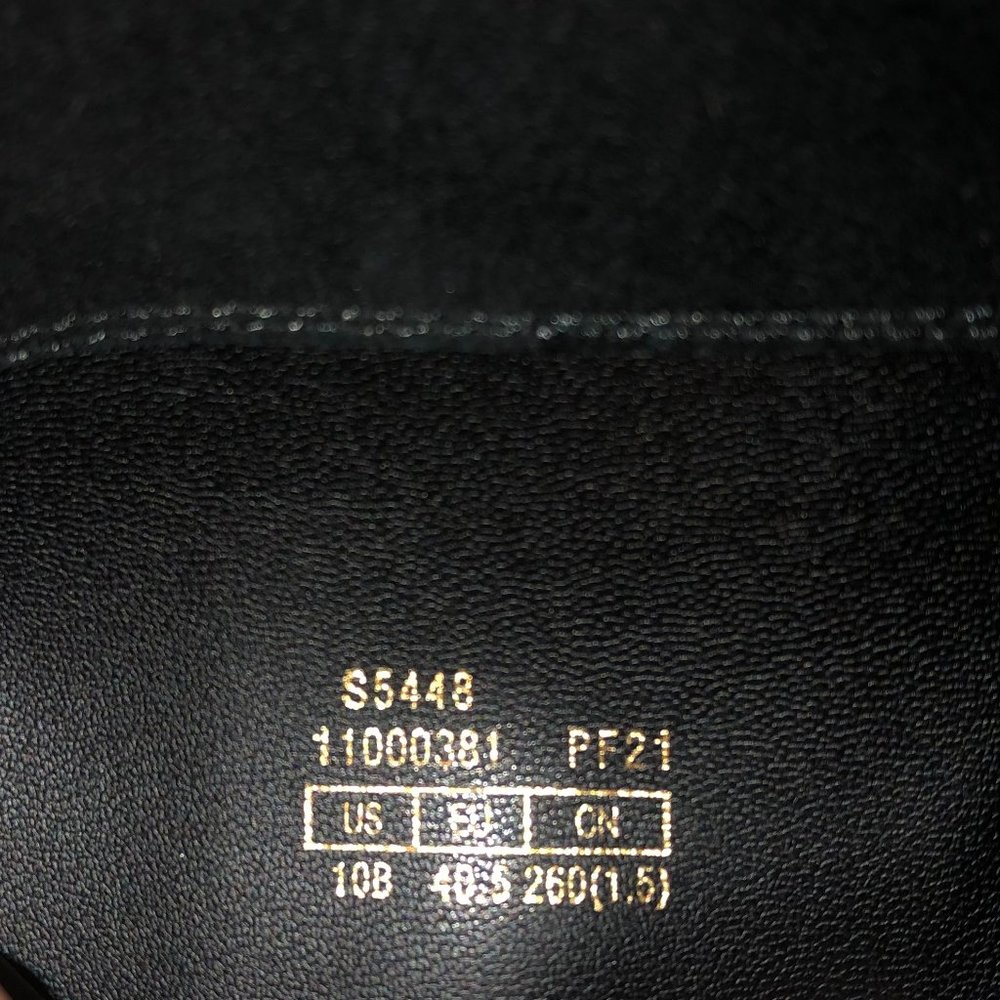 S5448
11000381 PF21
US EU CN
10B 40.5 260(1.5)